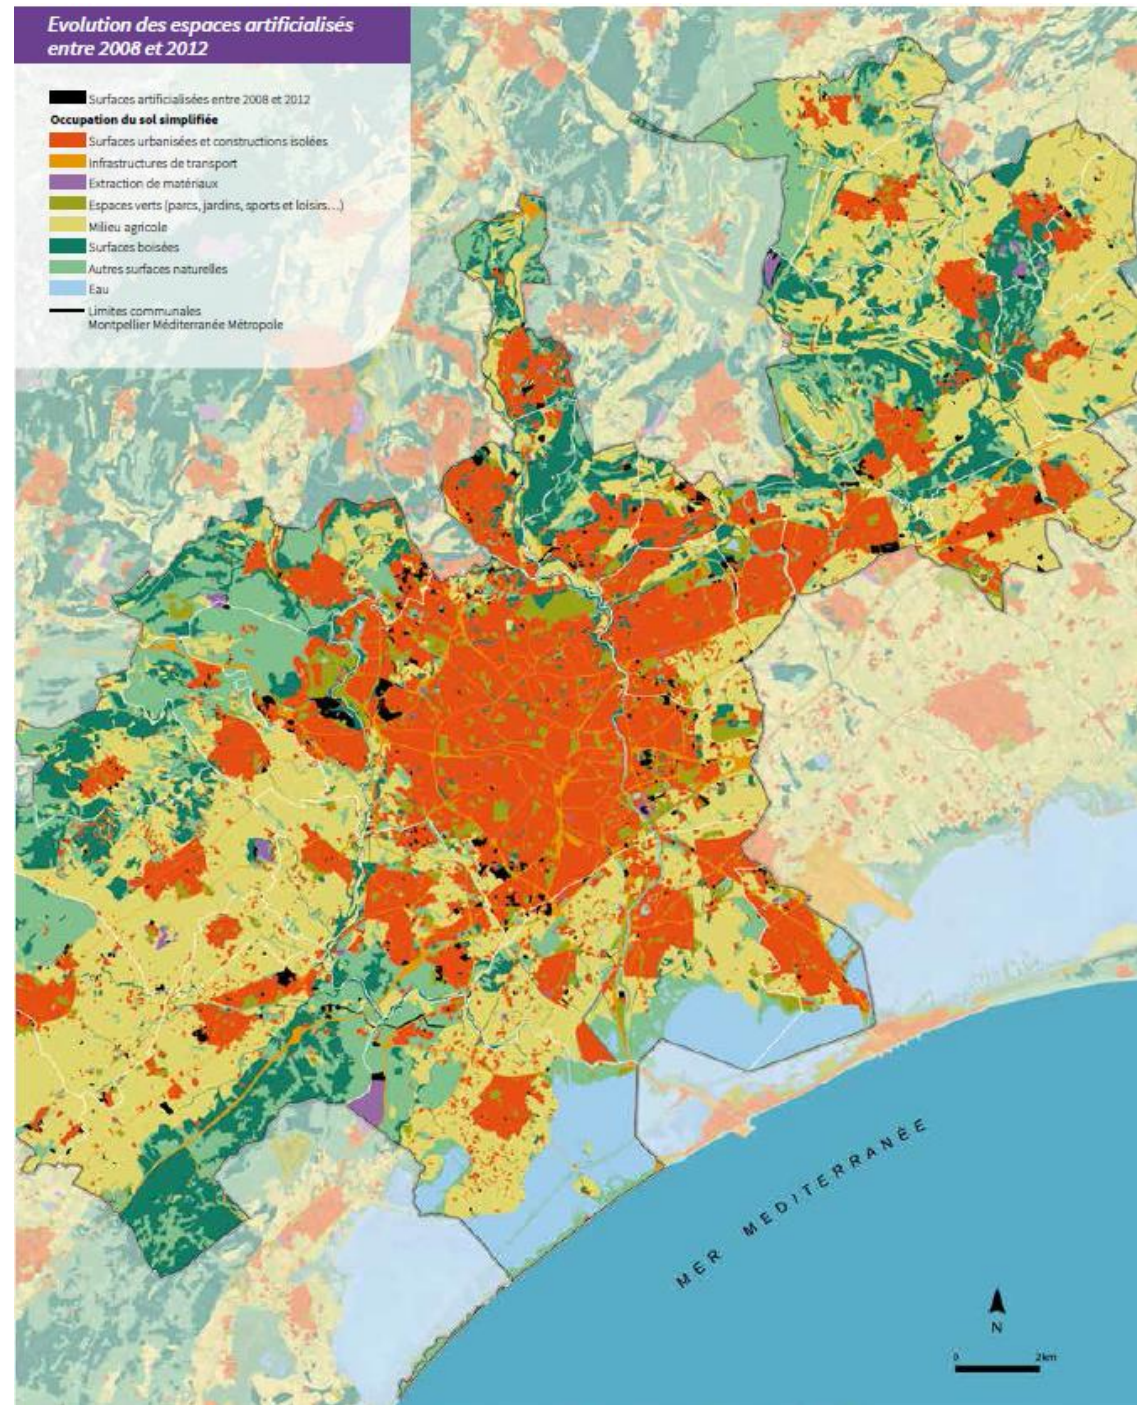 Evolution des espaces artificialisés
entre 2008 et 2012
Surfaces artificialisées entre 2008 et 2012
Occupation du sol simplifiée
Surfaces urbanisées et constructions isolées
Infrastructures de transport
Extraction de matériaux
Espaces verts (parcs, jardins, sports et loisirs...)
Milieu agricole
Surfaces boisées
Autres surfaces naturelles
Eau
Limites communales
Montpellier Méditerranée Métropole
MER MEDITERRANÉE
N
0 2km